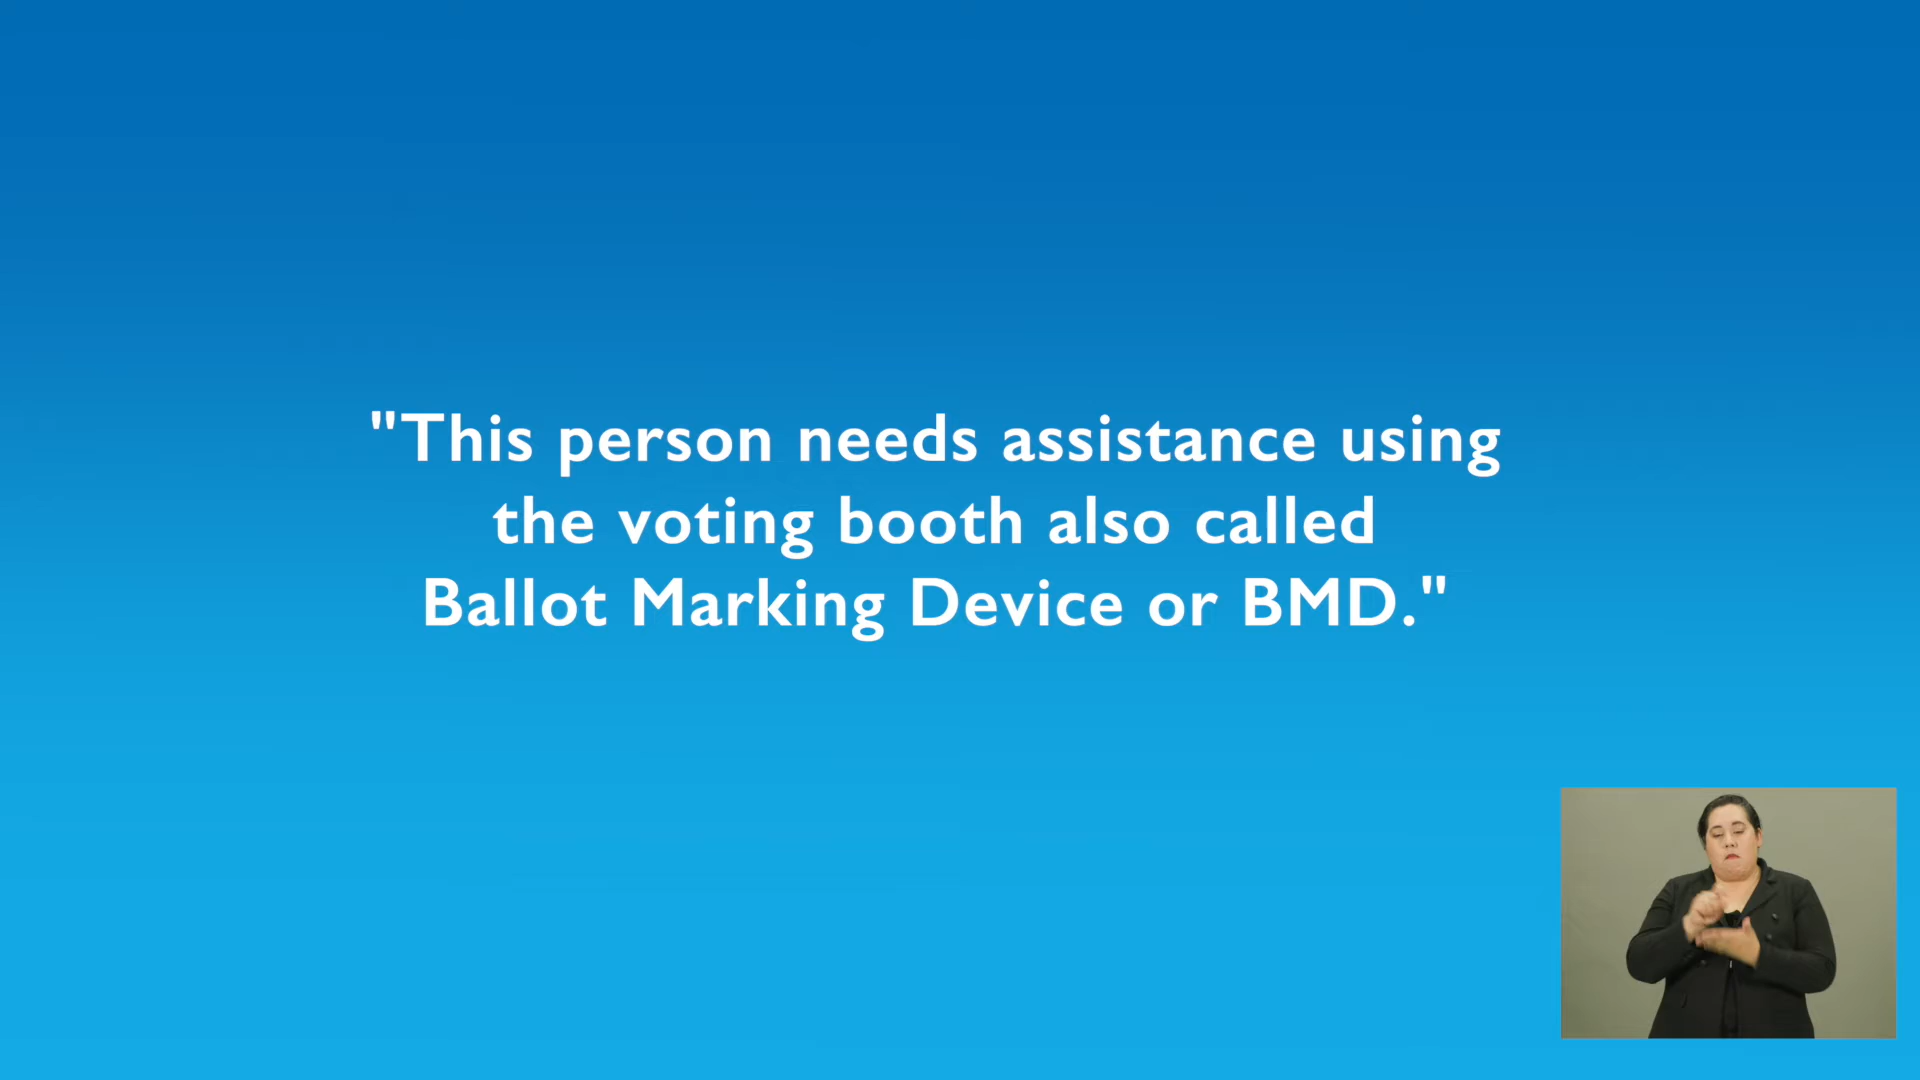 "This person needs assistance using
the voting booth also called
Ballot Marking Device or BMD."